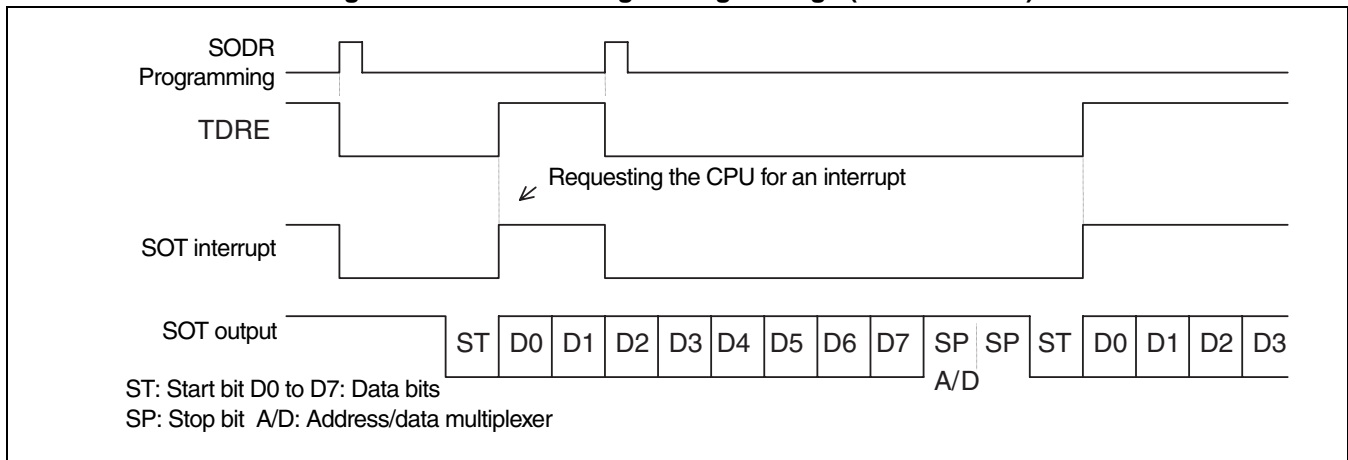 SODR
Programming
TDRE
Requesting the CPU for an interrupt
SOT interrupt
SOT output
ST D0 D1 D2 D3 D4 D5 D6 D7 SP SP ST D0 D1 D2 D3
A/D
ST: Start bit D0 to D7: Data bits
SP: Stop bit A/D: Address/data multiplexer